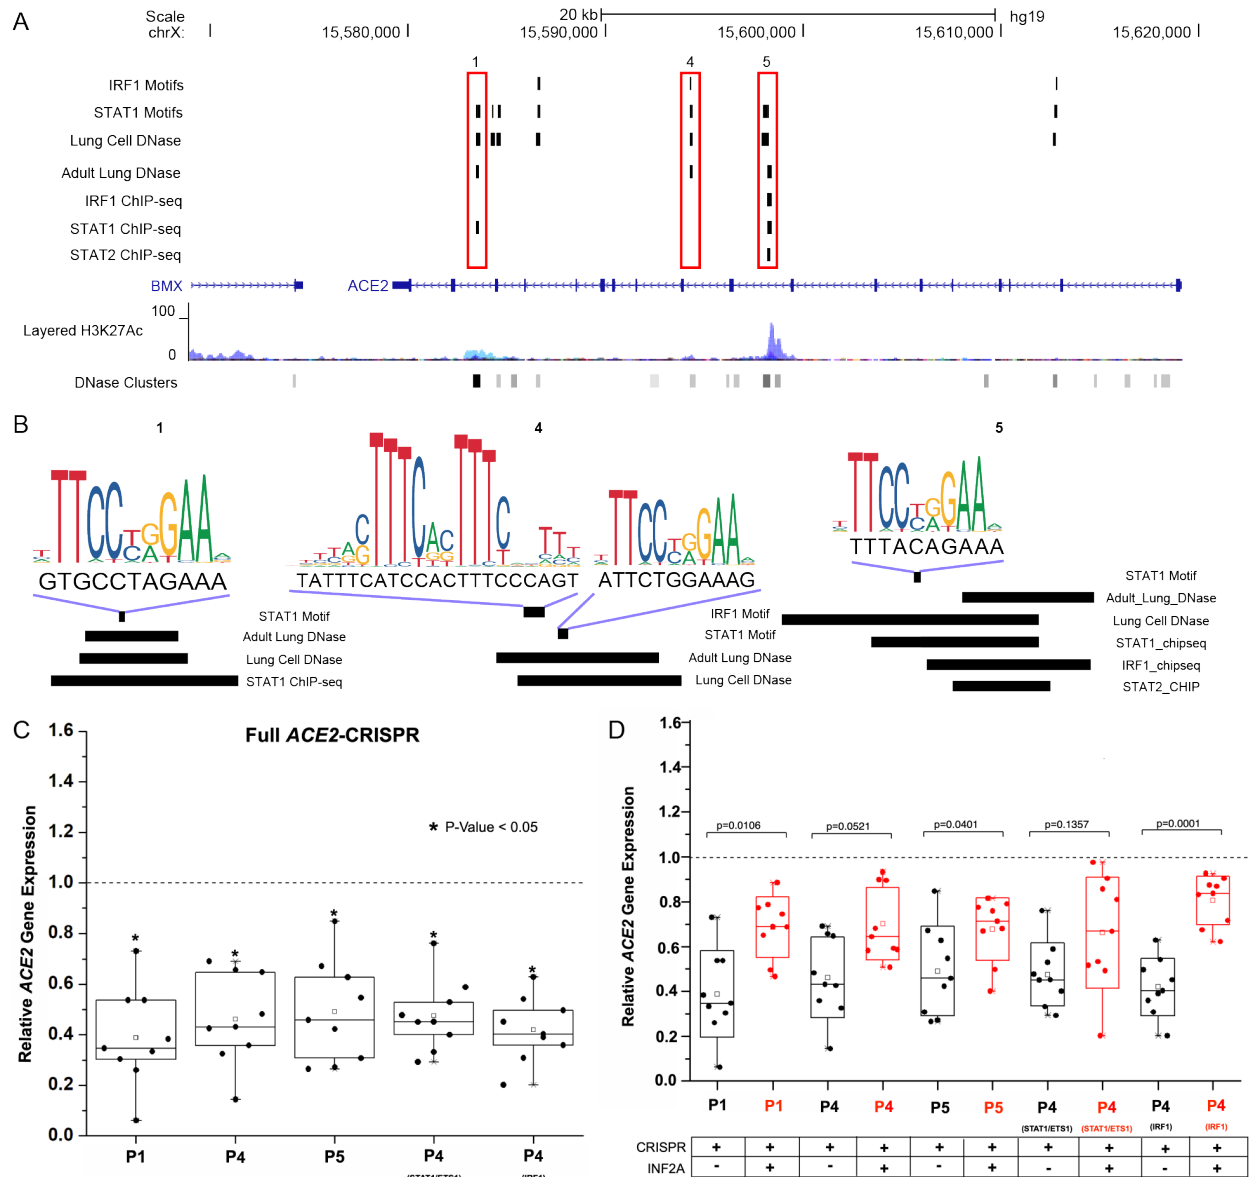 A
Scale
20 kb
hg19
chrX:
15,580,000
15,590,000
15,600,000
15,610,000
15,620,000
1
4
5
IRF1 Motifs
STAT1 Motifs
Lung Cell DNase
Adult Lung DNase
IRF1 ChIP-seq
STAT1 ChIP-seq
STAT2 ChIP-seq
BMX
ACE2
100
Layered H3K27Ac
0
DNase Clusters
B
1
4
5
GTGCCTAGAAA
TATTTCATCCACTTTCCCAGT
ATTCTGGAAAG
TTTACAGAAA
STAT1 Motif
Adult Lung DNase
Lung Cell DNase
STAT1 ChIP-seq
IRF1 Motif
STAT1 Motif
Adult Lung DNase
Lung Cell DNase
STAT1 Motif
Adult_Lung_DNase
Lung Cell DNase
STAT1_chipseq
IRF1_chipseq
STAT2_CHIP
C
Full ACE2-CRISPR
* P-Value < 0.05
Relative ACE2 Gene Expression
1.6
1.4
1.2
1.0
0.8
0.6
0.4
0.2
0.0
* * * * *
P1 P4 P5 P4 P4
(STAT1/ETS1) (IRF1)
D
Relative ACE2 Gene Expression
1.6
1.4
1.2
1.0
0.8
0.6
0.4
0.2
0.0
p=0.0106 p=0.0521 p=0.0401 p=0.1357 p=0.0001
P1 P1 P4 P4 P5 P5 P4 P4 P4 P4
(STAT1/ETS1) (STAT1/ETS1) (IRF1) (IRF1)
CRISPR + + + + + + + + + +
INF2A - + - + - + - + - +